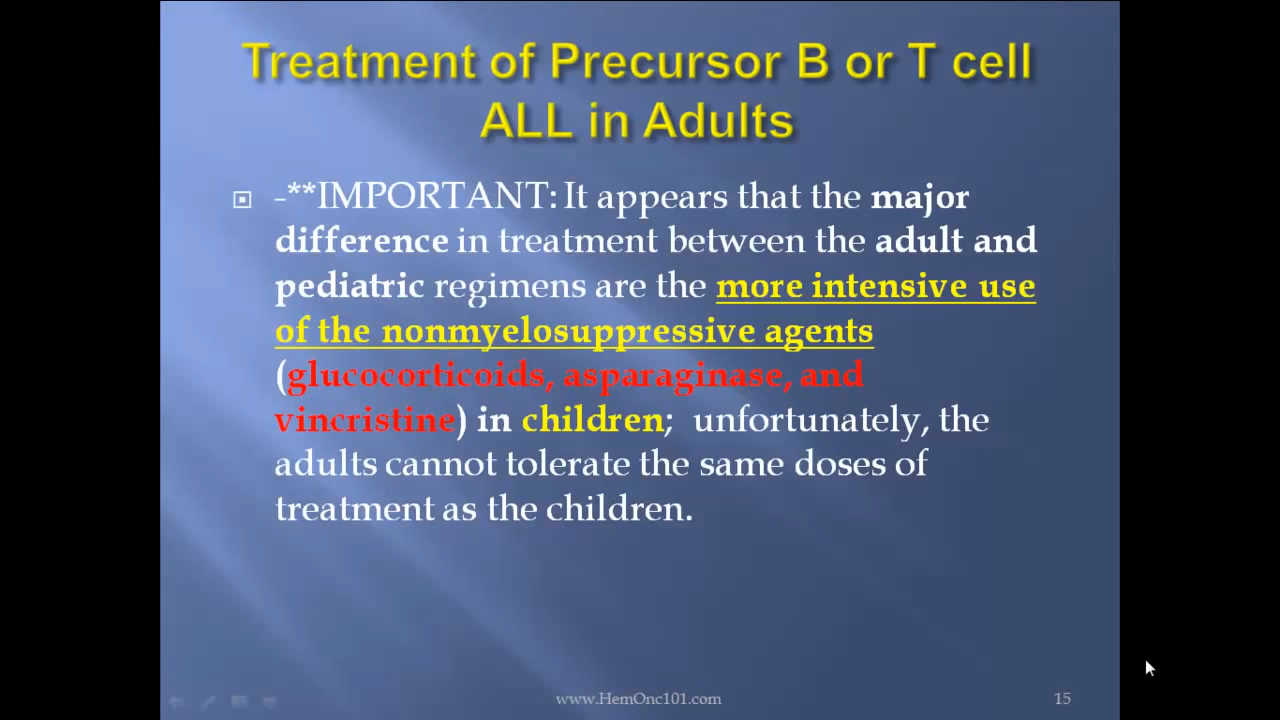 Treatment of Precursor B or T cell
ALL in Adults
-**IMPORTANT: It appears that the major
difference in treatment between the adult and
pediatric regimens are the more intensive use
of the nonmyelosuppressive agents
(glucocorticoids, asparaginase, and
vincristine) in children;  unfortunately, the
adults cannot tolerate the same doses of
treatment as the children.
www.HemOnc101.com
15